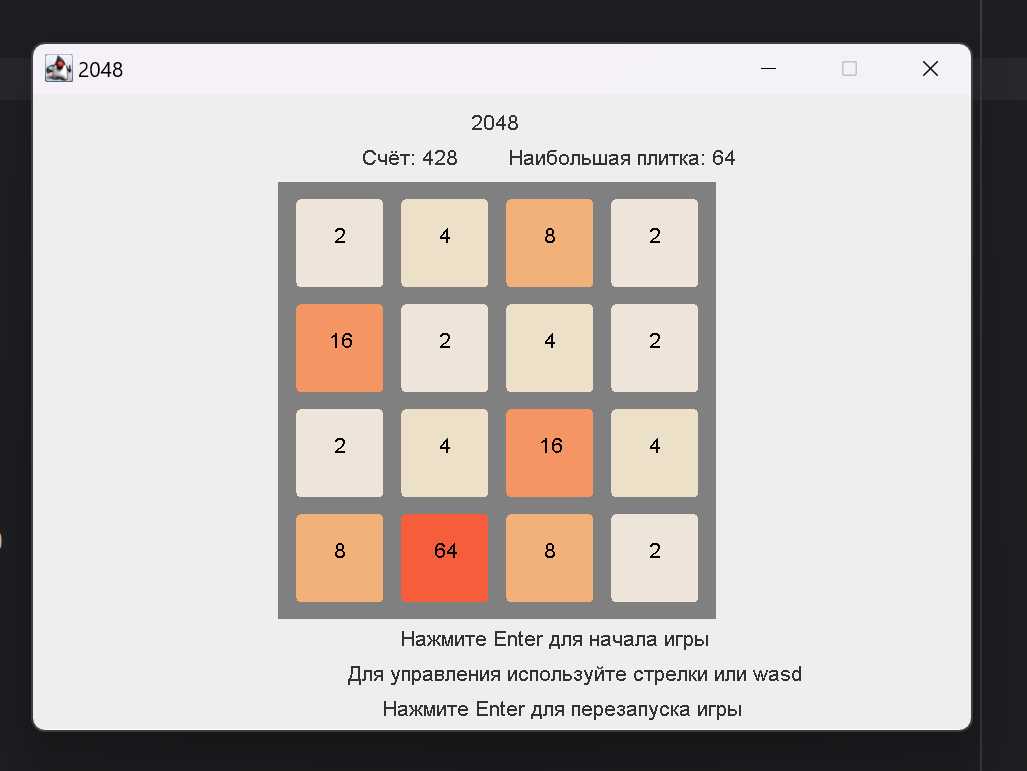 2048
2048
Счёт: 428 Наибольшая плитка: 64
2 4 8 2
16 2 4 2
2 4 16 4
8 64 8 2
Нажмите Enter для начала игры
Для управления используйте стрелки или wasd
Нажмите Enter для перезапуска игры